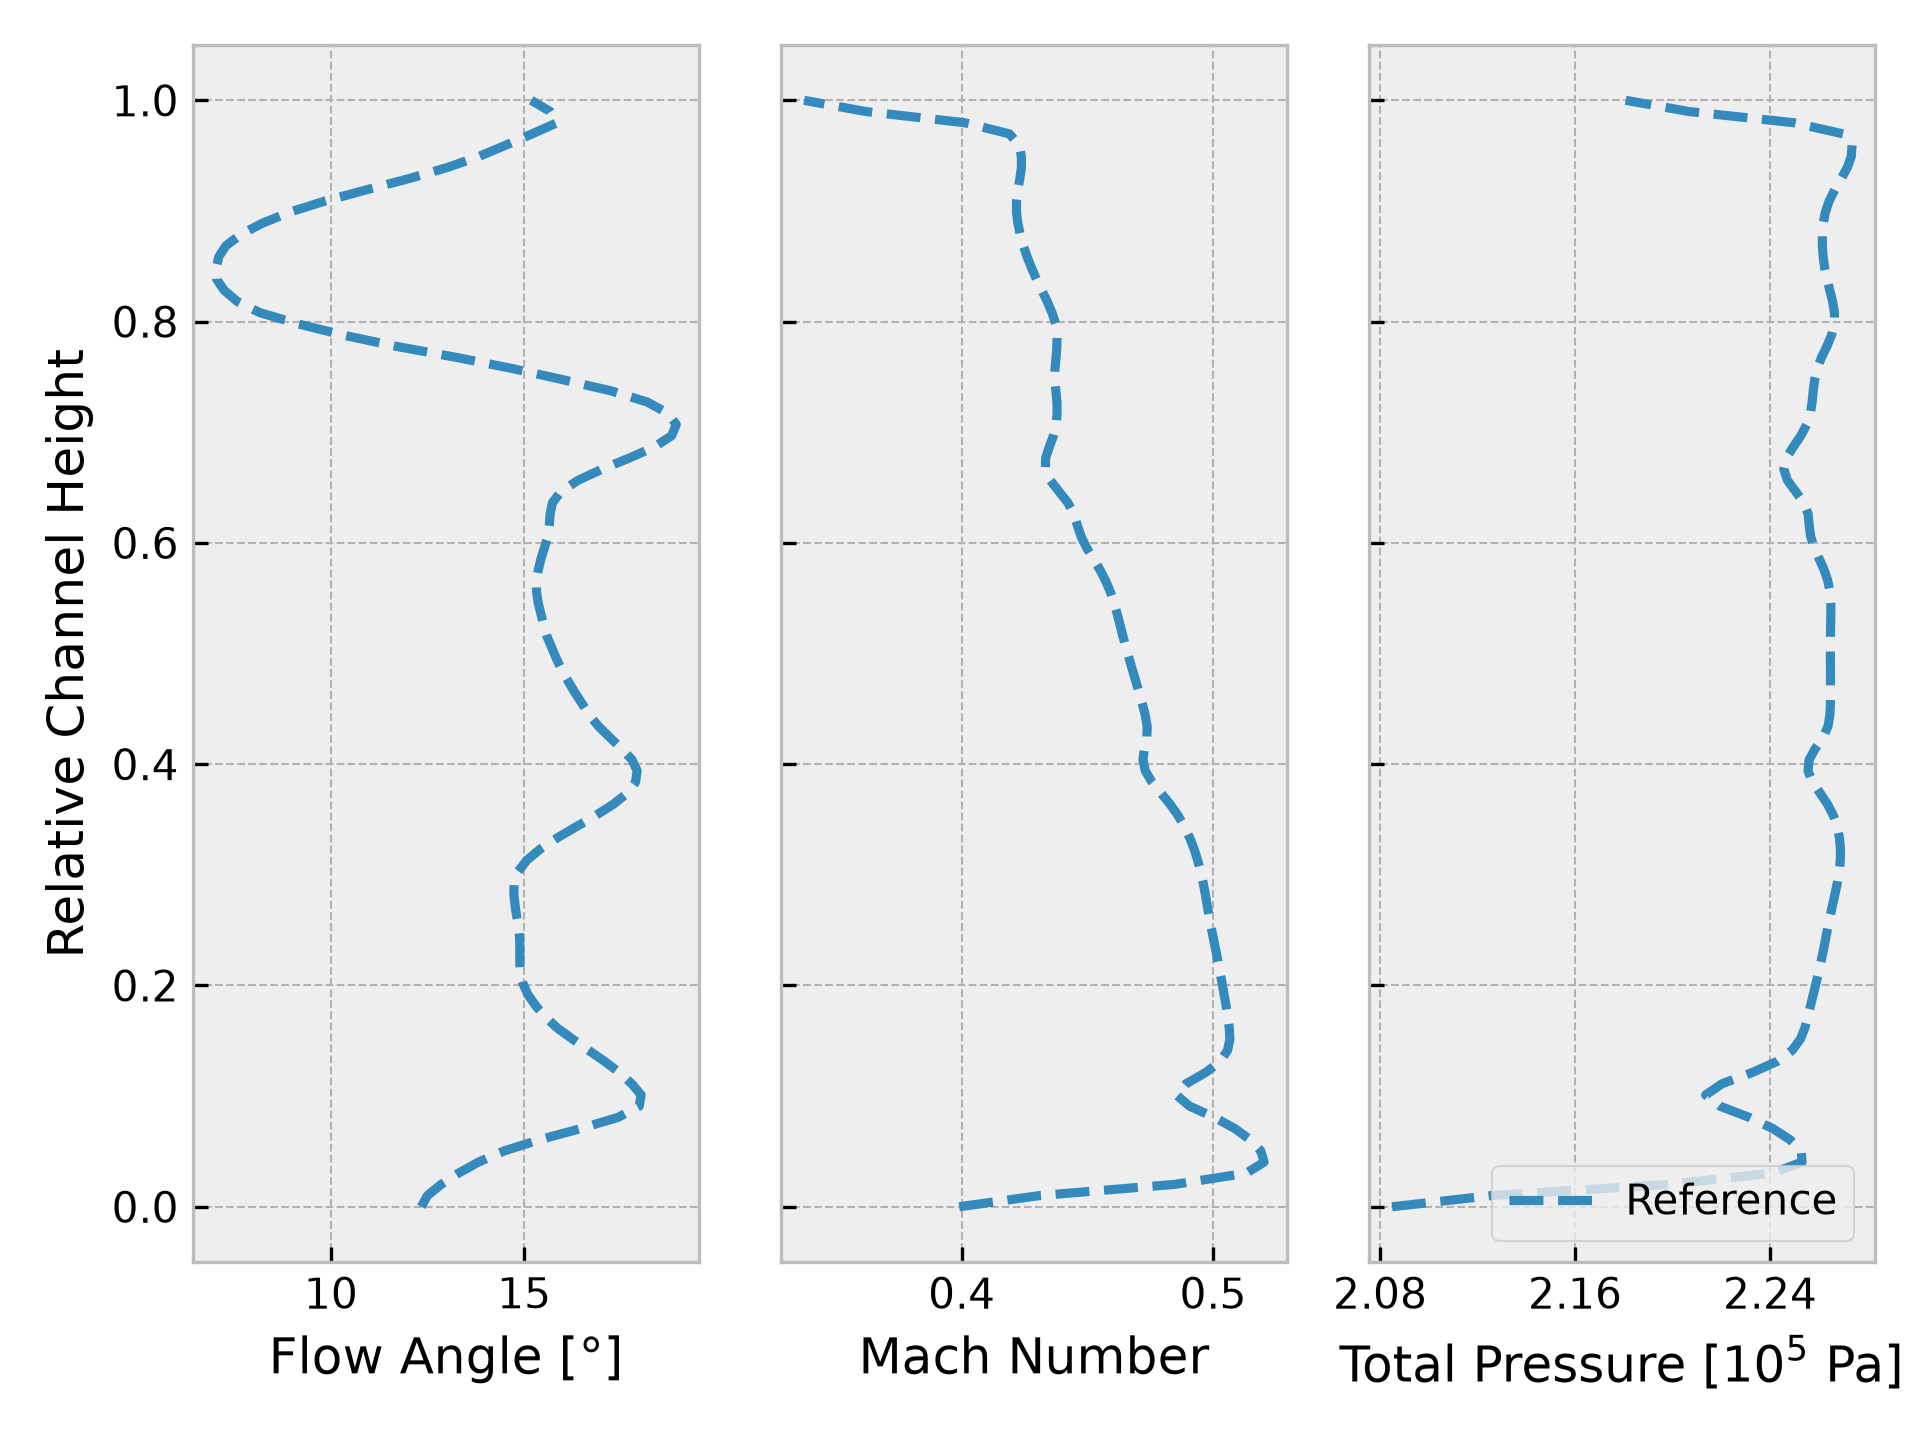 Relative Channel Height
1.0
0.8
0.6
0.4
0.2
0.0
10 15
Flow Angle [°]
0.4 0.5
Mach Number
2.08 2.16 2.24
Total Pressure [10⁵ Pa]
Reference